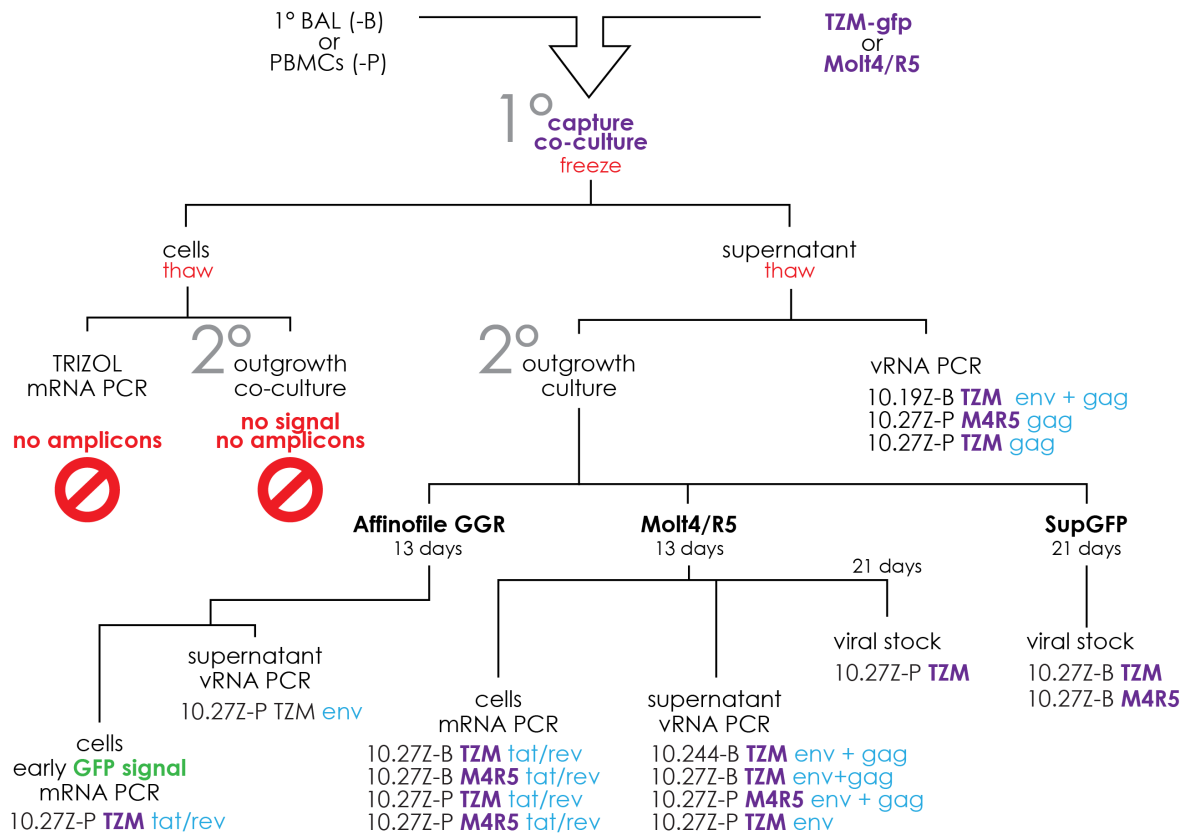 1° BAL (-B)
or
PBMCs (-P)
TZM-gfp
or
Molt4/R5
1°
capture
co-culture
freeze
cells
thaw
supernatant
thaw
TRIZOL
mRNA PCR
no amplicons
2°
outgrowth
co-culture
no signal
no amplicons
2°
outgrowth
culture
vRNA PCR
10.19Z-B TZM env + gag
10.27Z-P M4R5 gag
10.27Z-P TZM gag
Affinofile GGR
13 days
Molt4/R5
13 days
21 days
SupGFP
21 days
supernatant
vRNA PCR
10.27Z-P TZM env
cells
early GFP signal
mRNA PCR
10.27Z-P TZM tat/rev
cells
mRNA PCR
10.27Z-B TZM tat/rev
10.27Z-B M4R5 tat/rev
10.27Z-P TZM tat/rev
10.27Z-P M4R5 tat/rev
supernatant
vRNA PCR
10.244-B TZM env + gag
10.27Z-B TZM env+gag
10.27Z-P M4R5 env + gag
10.27Z-P TZM env
viral stock
10.27Z-P TZM
viral stock
10.27Z-B TZM
10.27Z-B M4R5